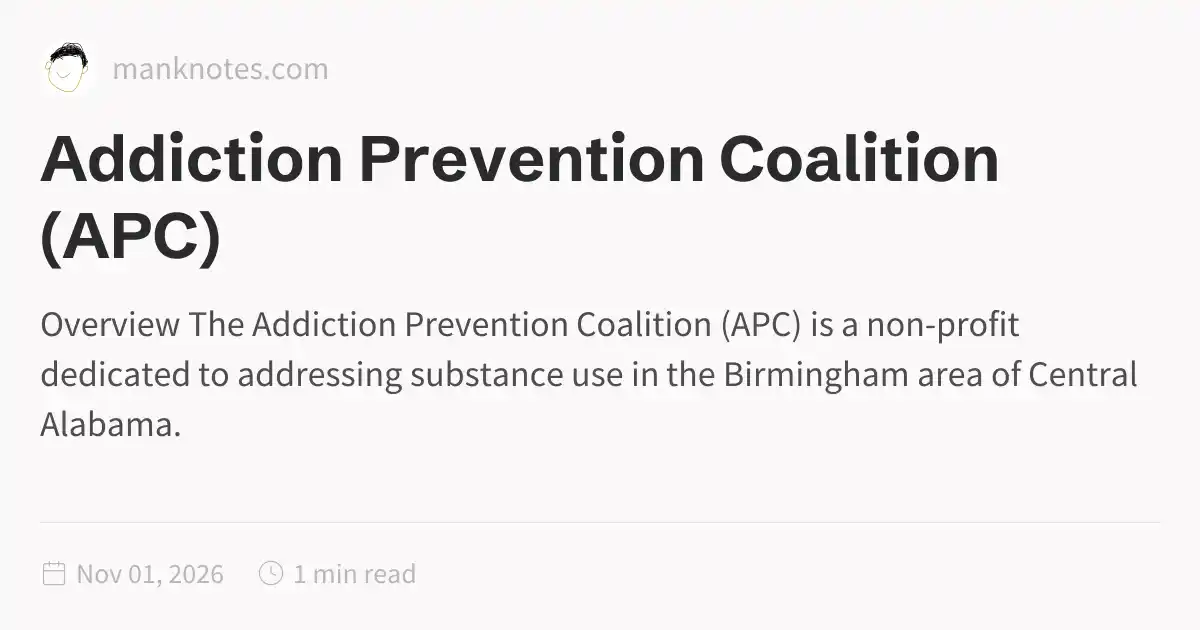 manknotes.com
Addiction Prevention Coalition
(APC)
Overview The Addiction Prevention Coalition (APC) is a non-profit
dedicated to addressing substance use in the Birmingham area of Central
Alabama.
Nov 01, 2026 1 min read